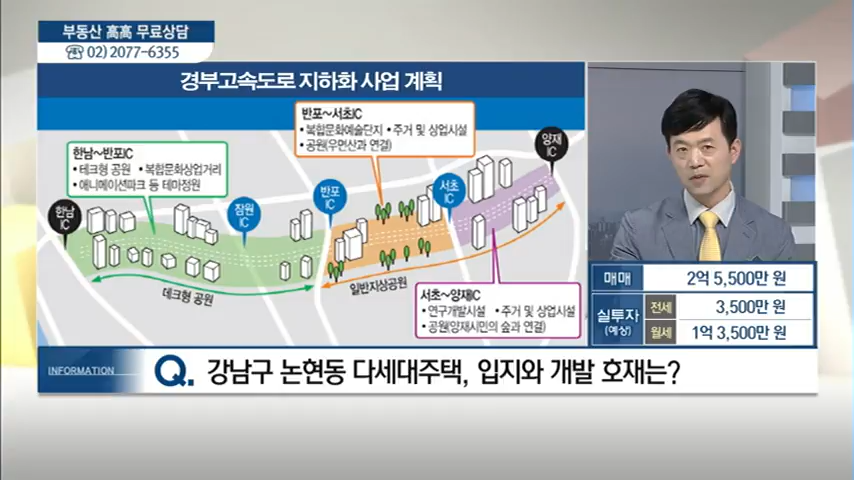 부동산 高高 무료상담
☎ 02) 2077-6355
경부고속도로 지하화 사업 계획
한남~반포IC
• 테크형 공원 • 복합문화상업거리
• 애니메이션파크 등 테마정원
반포~서초IC
• 복합문화예술단지 • 주거 및 상업시설
• 공원(우면산과 연결)
한남
IC
잠원
IC
반포
IC
서초
IC
양재
IC
데크형 공원
일반지상공원
서초~양재IC
• 연구개발시설 • 주거 및 상업시설
• 공원(양재시민의 숲과 연결)
매매 2억 5,500만 원
실투자
(예상)
전세 3,500만 원
월세 1억 3,500만 원
INFORMATION
Q. 강남구 논현동 다세대주택, 입지와 개발 호재는?